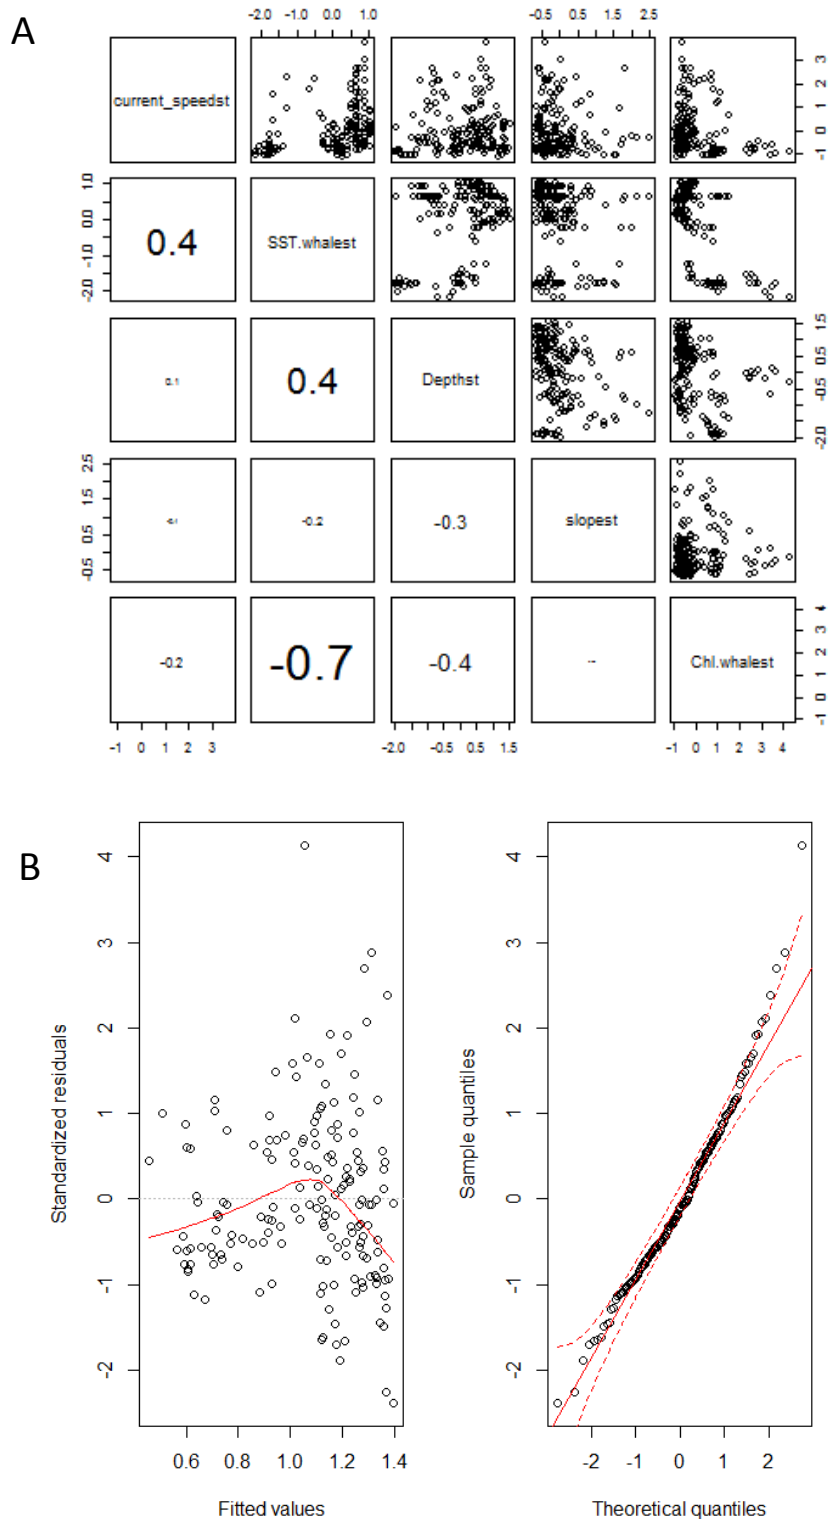 A
-2.0 -1.0 0.0 1.0
-0.5 0.5 1.5 2.5
current_speedst
-1 0 1 2 3
-2.0 -1.0 0.0 1.0
0.4
SST.whalest
0.1
0.4
Depthst
-2.0 -0.5 0.5 1.5
-0.5 0.5 1.5 2.5
-0.2
-0.3
slopest
-0.2
-0.7
-0.4
Chl.whalest
-1 0 1 2 3 4
-1 0 1 2 3
-2.0 -0.5 0.5 1.5
-1 0 1 2 3 4
B
Standardized residuals
-2 -1 0 1 2 3 4
0.6 0.8 1.0 1.2 1.4
Fitted values
Sample quantiles
-2 -1 0 1 2 3 4
-2 -1 0 1 2
Theoretical quantiles